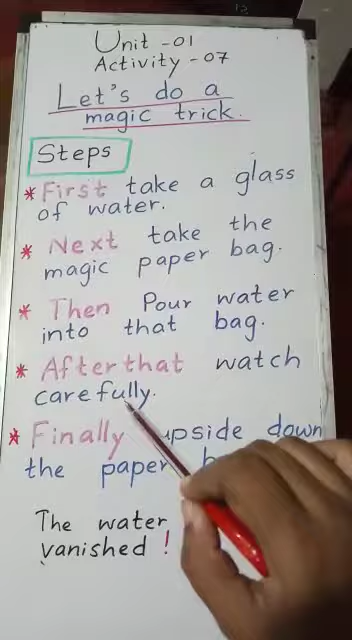 Unit -01
Activity -07
Let's do a
magic trick.
Steps
* First take a glass
of water.
* Next take the
magic paper bag.
* Then Pour water
into that bag.
* After that watch
carefully.
* Finally upside down
the paper
The water
vanished !